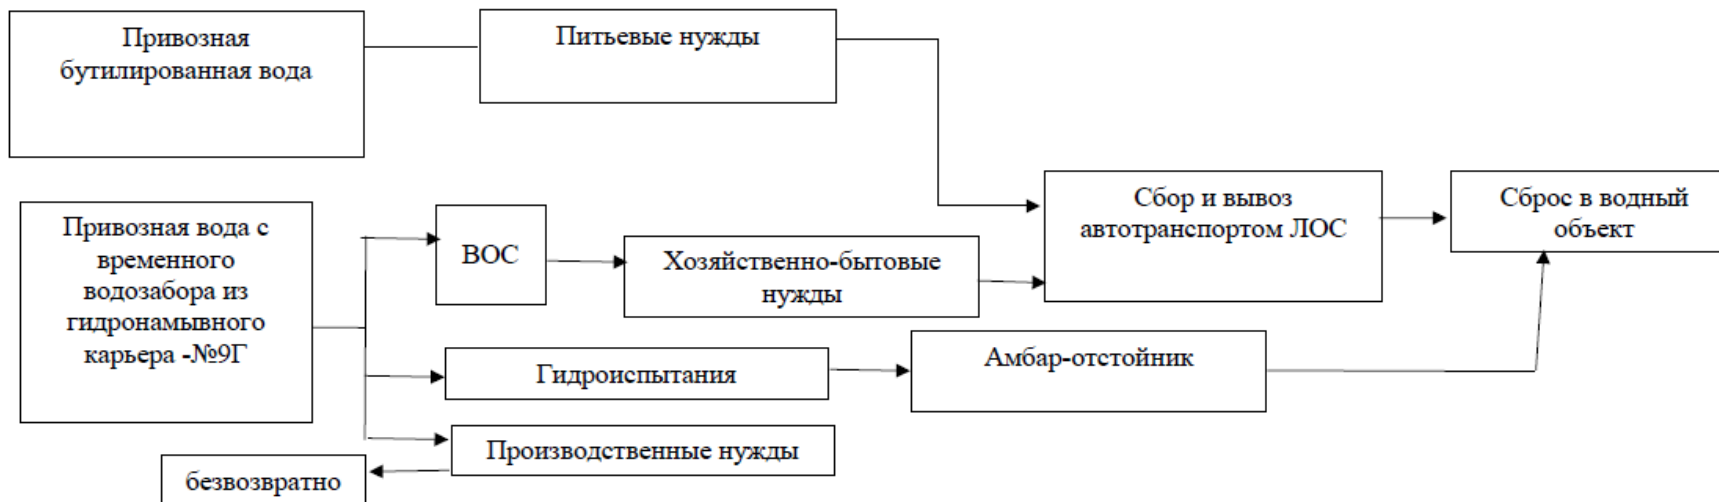 Привозная
бутилированная вода
Питьевые нужды
Привозная вода с
временного
водозабора из
гидронамывного
карьера -№9Г
ВОС
Хозяйственно-бытовые
нужды
Сбор и вывоз
автотранспортом ЛОС
Сброс в водный
объект
Гидроиспытания
Амбар-отстойник
Производственные нужды
безвозвратно